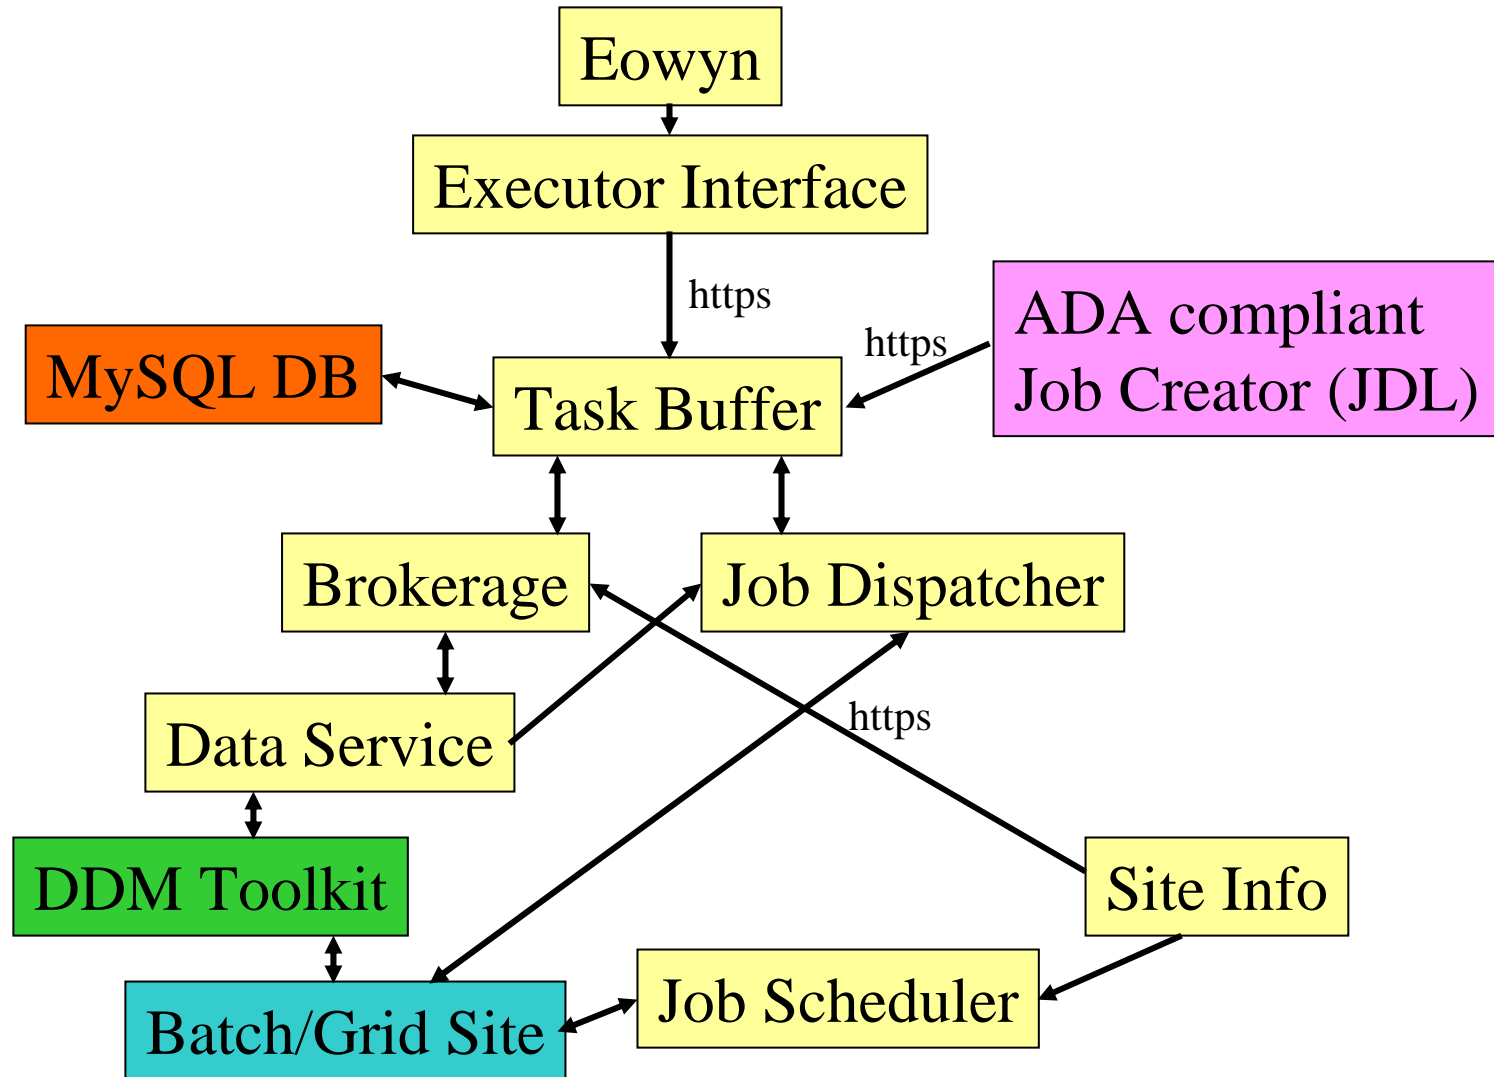 Eowyn
Executor Interface
https
ADA compliant
Job Creator (JDL)
https
MySQL DB
Task Buffer
Brokerage
Job Dispatcher
https
Data Service
DDM Toolkit
Site Info
Job Scheduler
Batch/Grid Site